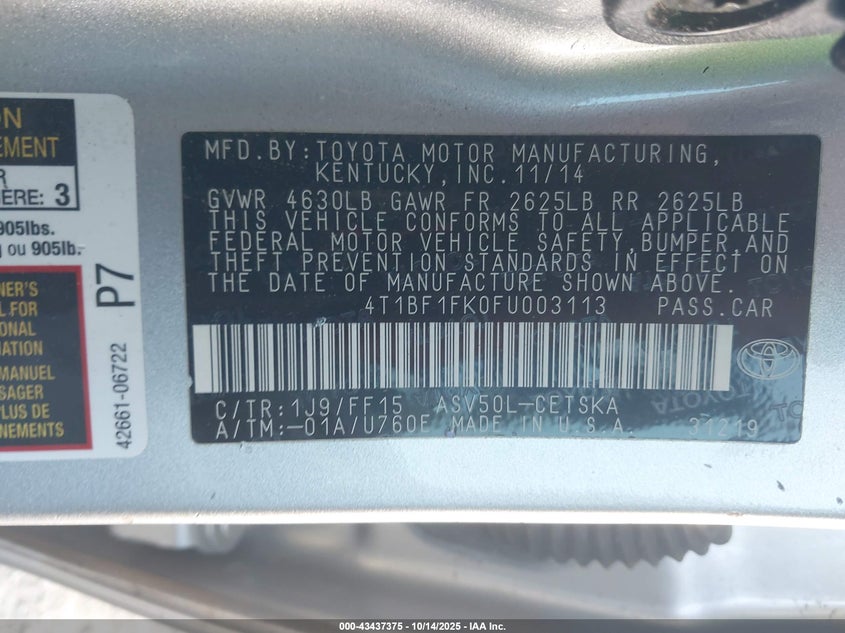 ON
EMENT
R
ERE: 3
905lbs.
g ou 905lb.
NER'S
L FOR
IONAL
MATION
MANUEL
SAGER
PLUS DE
NEMENTS
42661-06722
P7
MFD.BY:TOYOTA MOTOR MANUFACTURING,
KENTUCKY,INC.11/14
GVWR 4630LB GAWR FR 2625LB RR 2625LB
THIS VEHICLE CONFORMS TO ALL APPLICABLE
FEDERAL MOTOR VEHICLE SAFETY,BUMPER,AND
THEFT PREVENTION STANDARDS IN EFFECT ON
THE DATE OF MANUFACTURE SHOWN ABOVE.
4T1BF1FK0FU003113 PASS.CAR
C/TR:1J9/FF15 ASV50L-CETSKA
A/TM:-01A/U760E MADE IN U.S.A. 31219
TOYOTA
000-43437375 - 10/14/2025 - IAA Inc.